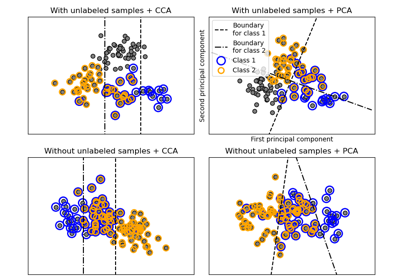 With unlabeled samples + CCA
With unlabeled samples + PCA
Boundary
for class 1
Boundary
for class 2
Class 1
Class 2
Second principal component
First principal component
Without unlabeled samples + CCA
Without unlabeled samples + PCA